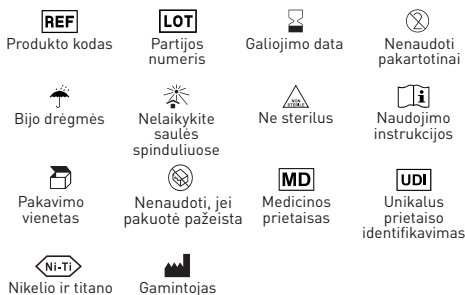 REF
LOT
Produkto kodas
Partijos
numeris
Galiojimo data
Nenaudoti
pakartotinai
NON
STERILE
Bijo drėgmės
Nelaikykite
saulės
spinduliuose
Ne sterilus
Naudojimo
instrukcijos
MD
UDI
Pakavimo
vienetas
Nenaudoti, jei
pakuotė pažeista
Medicinos
prietaisas
Unikalus
prietaiso
identifikavimas
Ni-Ti
Nikelio ir titano
Gamintojas